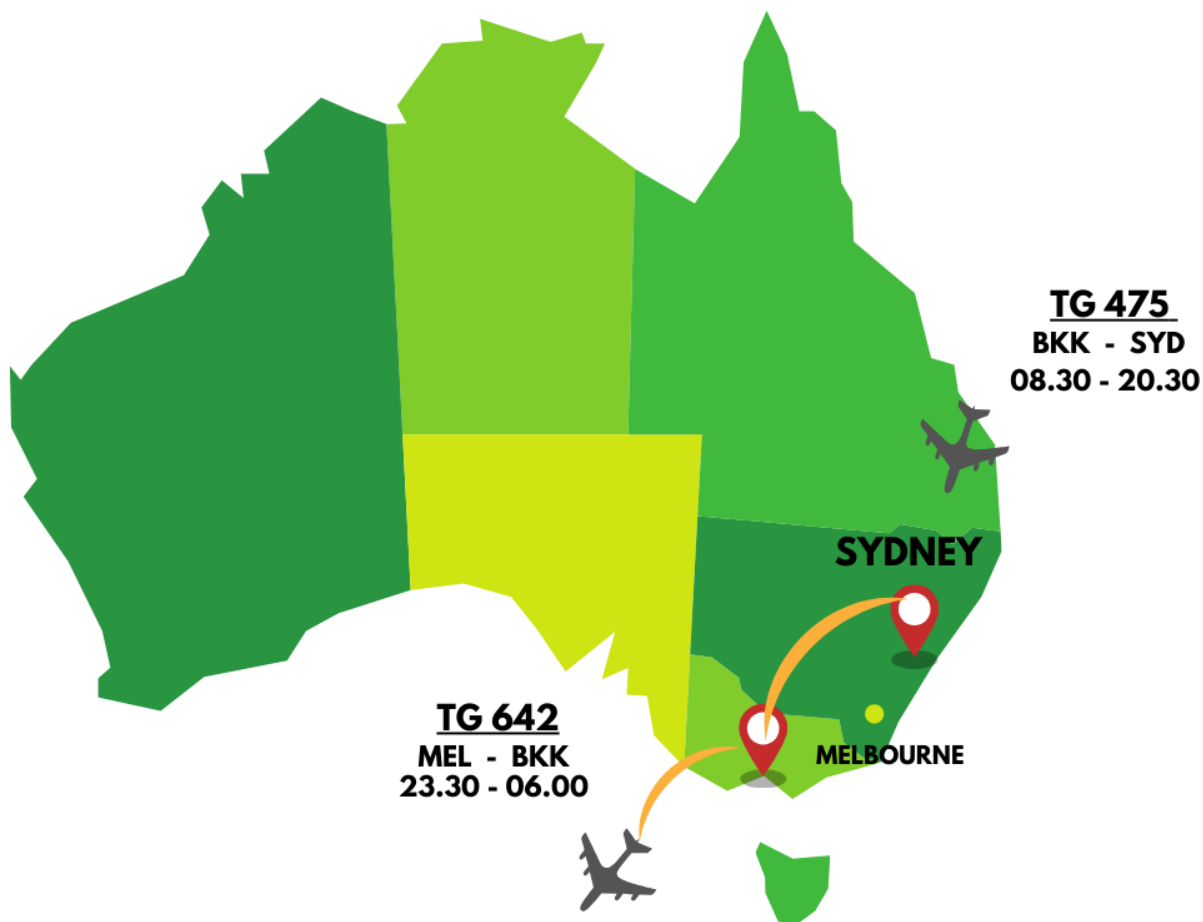 TG 475
BKK - SYD
08.30 - 20.30
SYDNEY
TG 642
MEL - BKK
23.30 - 06.00
MELBOURNE